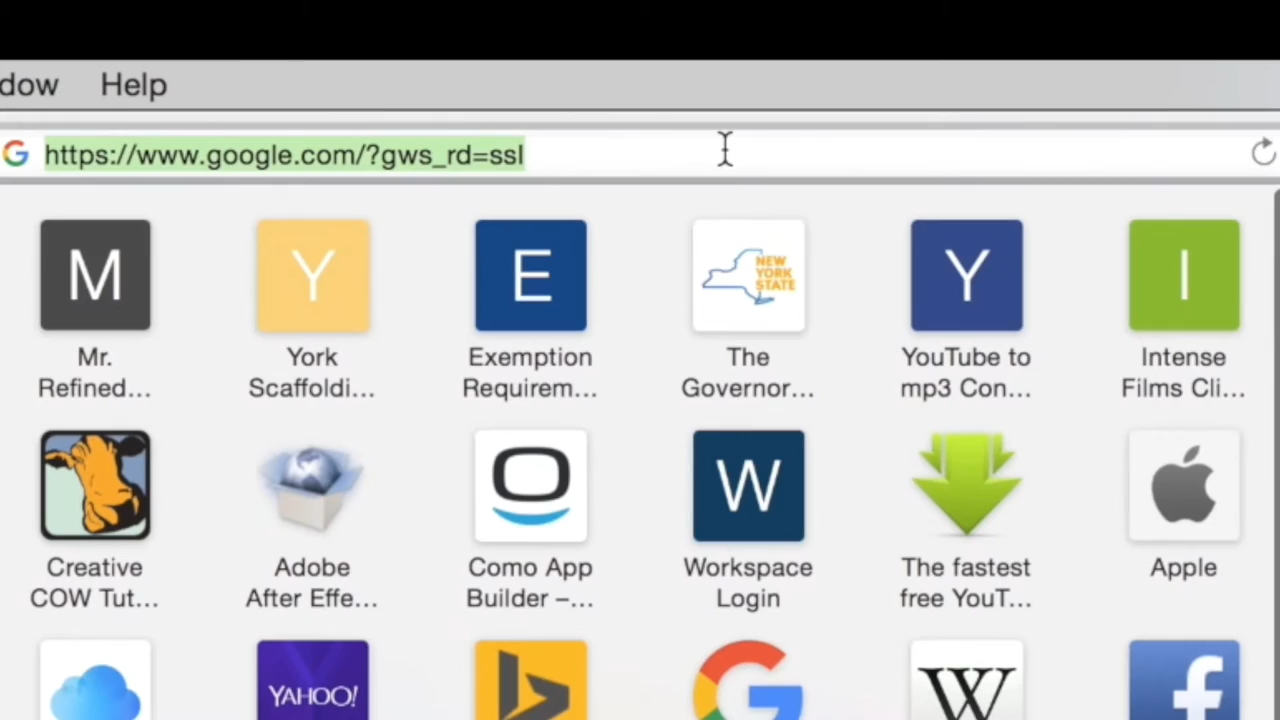 dow Help
https://www.google.com/?gws_rd=ssl
M Y E NEW YORK STATE Y I
Mr. York Exemption The YouTube to Intense
Refined... Scaffoldi... Requirem... Governor... mp3 Con... Films Cli...
W
Creative Adobe Como App Workspace The fastest Apple
COW Tut... After Effe... Builder –... Login free YouT...
YAHOO! G W f